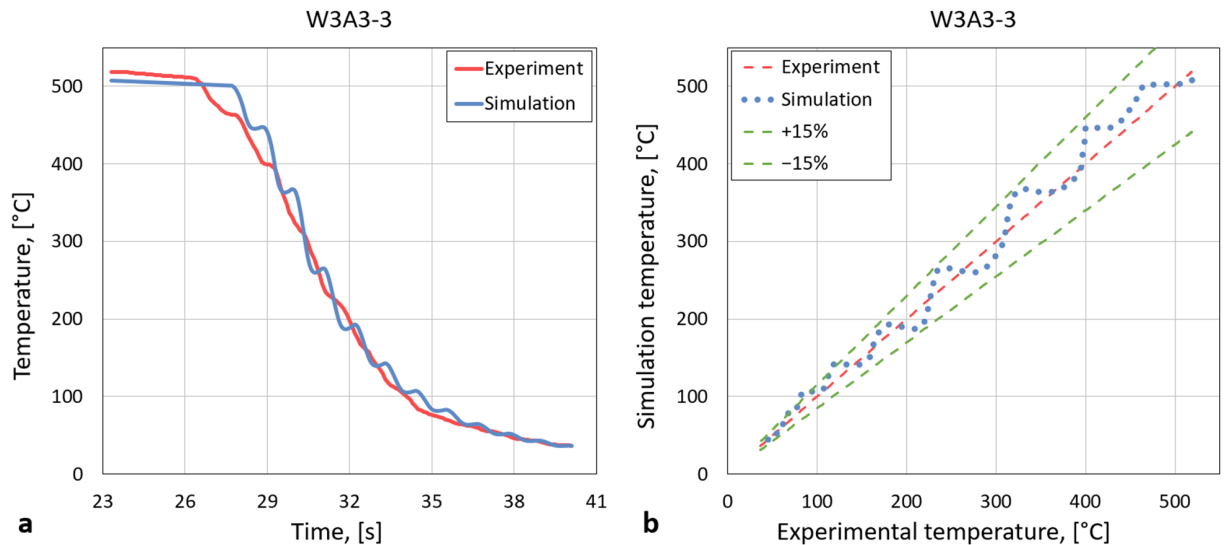 W3A3-3
Experiment
Simulation
Temperature, [°C]
500
400
300
200
100
0
23 26 29 32 35 38 41
Time, [s]
a
W3A3-3
Experiment
Simulation
+15%
−15%
Simulation temperature, [°C]
500
400
300
200
100
0
0 100 200 300 400 500
Experimental temperature, [°C]
b